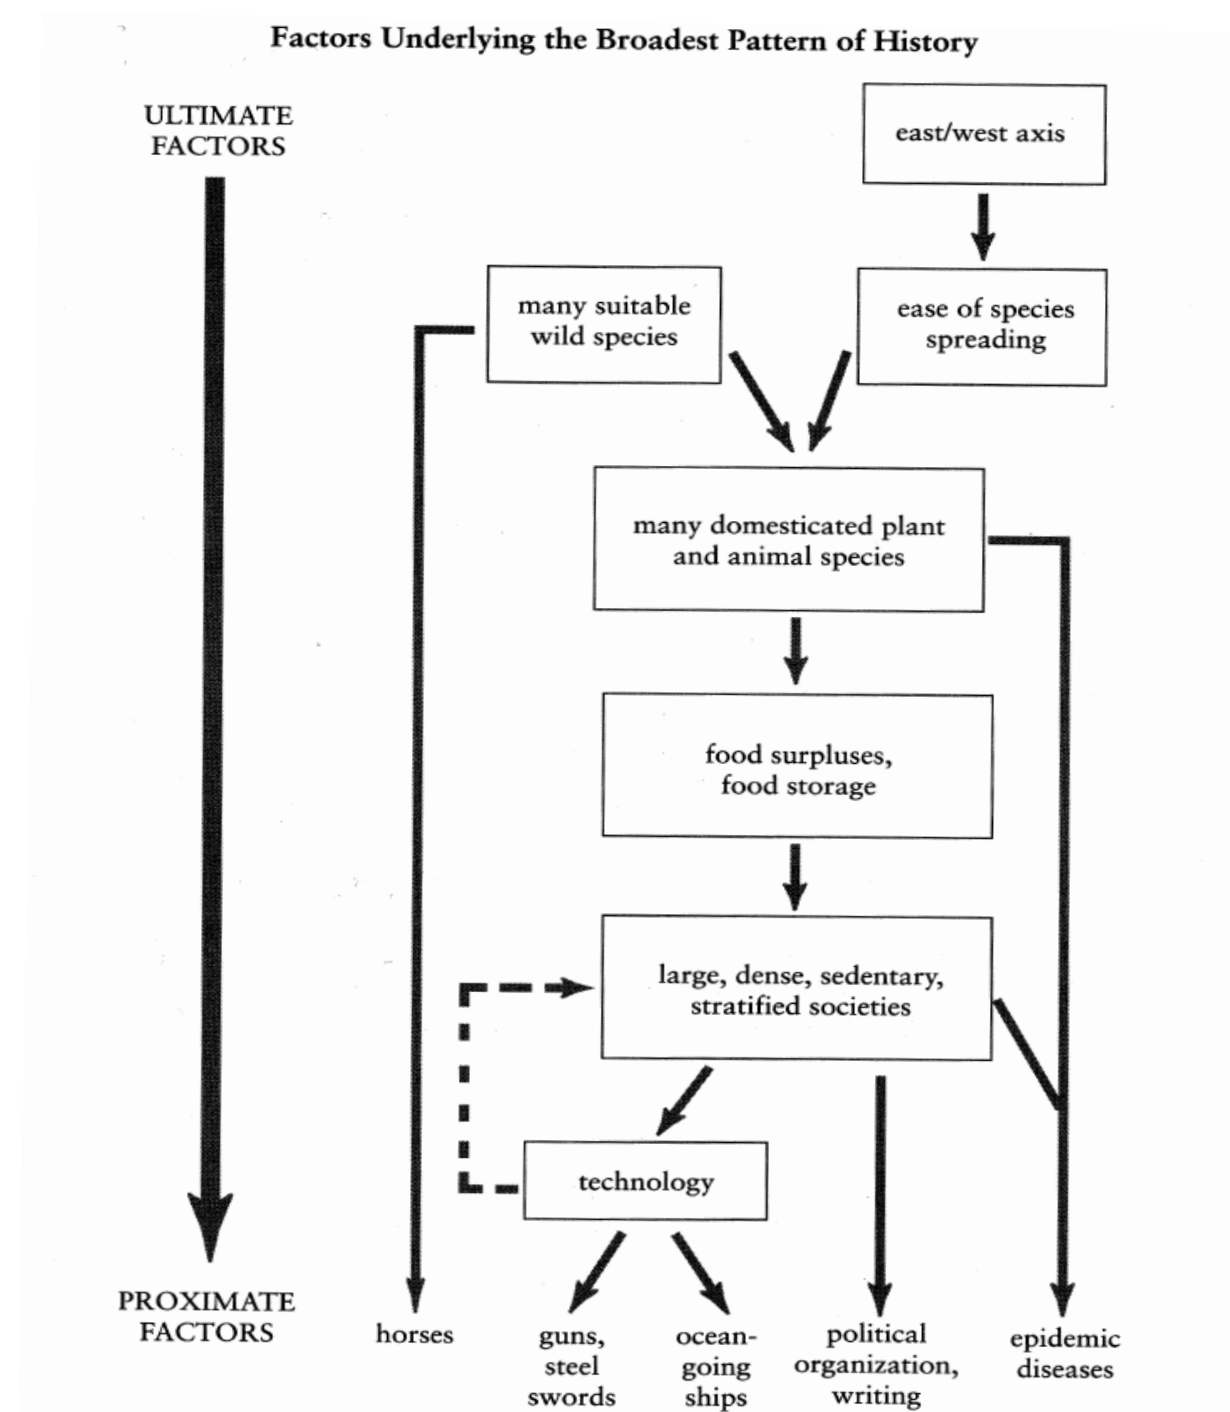 Factors Underlying the Broadest Pattern of History
ULTIMATE
FACTORS
east/west axis
many suitable
wild species
ease of species
spreading
many domesticated plant
and animal species
food surpluses,
food storage
large, dense, sedentary,
stratified societies
technology
PROXIMATE
FACTORS
horses
guns,
steel
swords
ocean-
going
ships
political
organization,
writing
epidemic
diseases